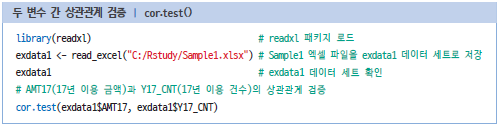 두 변수 간 상관관계 검증 | cor.test()
library(readxl) # readxl 패키지 로드
exdata1 <- read_excel("C:/Rstudy/Sample1.xlsx") # Sample1 엑셀 파일을 exdata1 데이터 세트로 저장
exdata1 # exdata1 데이터 세트 확인
# AMT17(17년 이용 금액)과 Y17_CNT(17년 이용 건수)의 상관관계 검증
cor.test(exdata1$AMT17, exdata1$Y17_CNT)